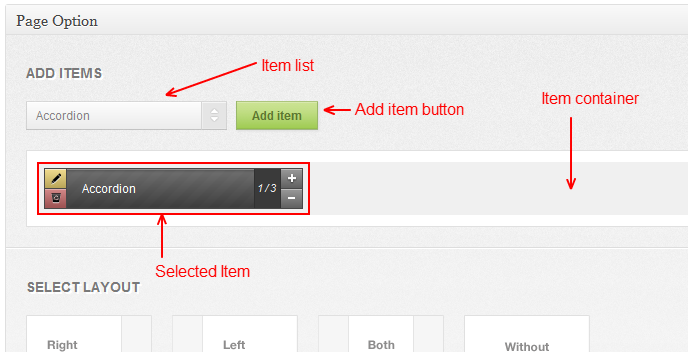 Page Option
ADD ITEMS
Item list
Accordion
Add item
Add item button
Item container
Accordion
1/3
Selected Item
SELECT LAYOUT
Right
Left
Both
Without